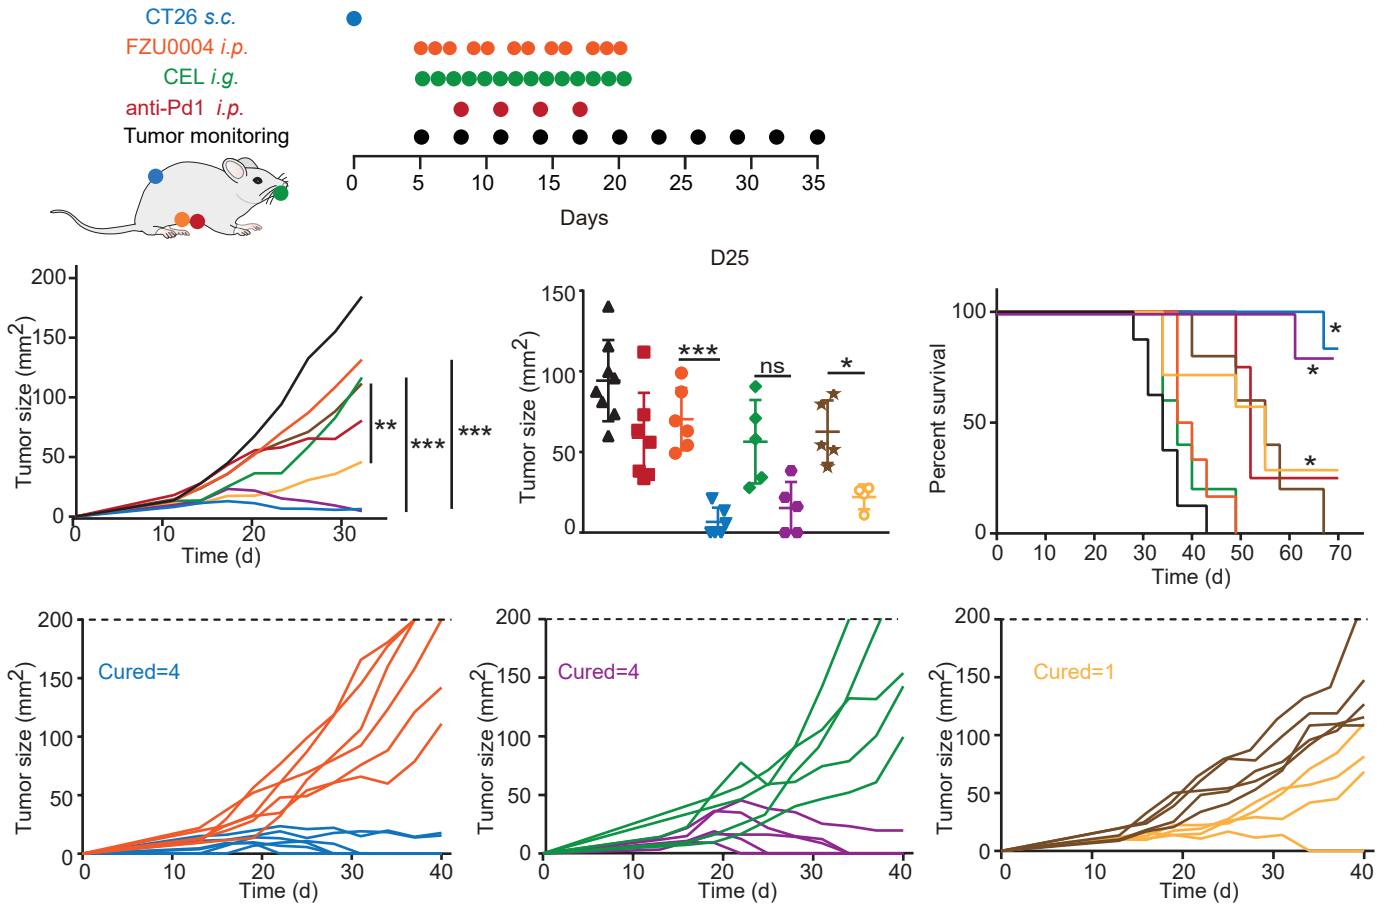 CT26 s.c.
FZU0004 i.p.
CEL i.g.
anti-Pd1 i.p.
Tumor monitoring
0 5 10 15 20 25 30 35
Days
Tumor size (mm2)
200
150
100
50
0
0 10 20 30
Time (d)
**
***
***
D25
Tumor size (mm2)
150
100
50
0
***
ns
*
Percent survival
100
50
0
0 10 20 30 40 50 60 70
Time (d)
*
*
*
Tumor size (mm2)
200
150
100
50
0
Cured=4
0 10 20 30 40
Time (d)
Tumor size (mm2)
200
150
100
50
0
Cured=4
0 10 20 30 40
Time (d)
Tumor size (mm2)
200
150
100
50
0
Cured=1
0 10 20 30 40
Time (d)